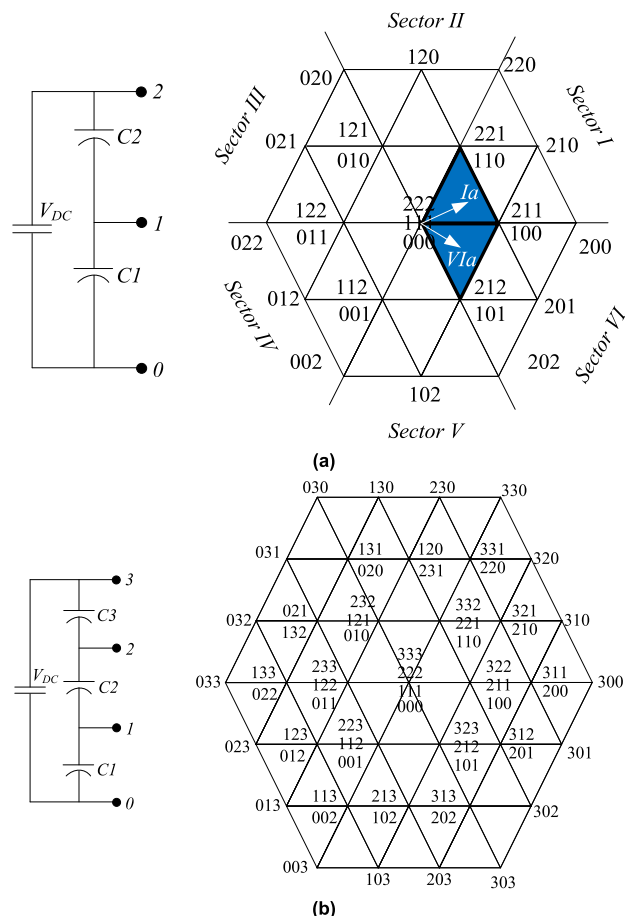 Sector II
120
020
220
2
Sector III
Sector I
C2
021
121
010
221
110
210
V_DC
1
122
011
222
111
000
Ia
211
100
022
200
C1
VIa
012
112
001
212
101
201
Sector IV
Sector VI
002
202
0
102
Sector V
(a)
030 130 230 330
031 131 120 331 320
020 231 220
3
C3
032 021 232 332 321 310
132 121 221 210
010 110
2
V_DC
C2
033 133 233 333 322 311 300
022 122 222 211 200
011 111 100
000
1
C1
023 123 223 323 312 301
012 112 212 201
001 101
0
013 113 213 313 302
002 102 202
003 103 203 303
(b)